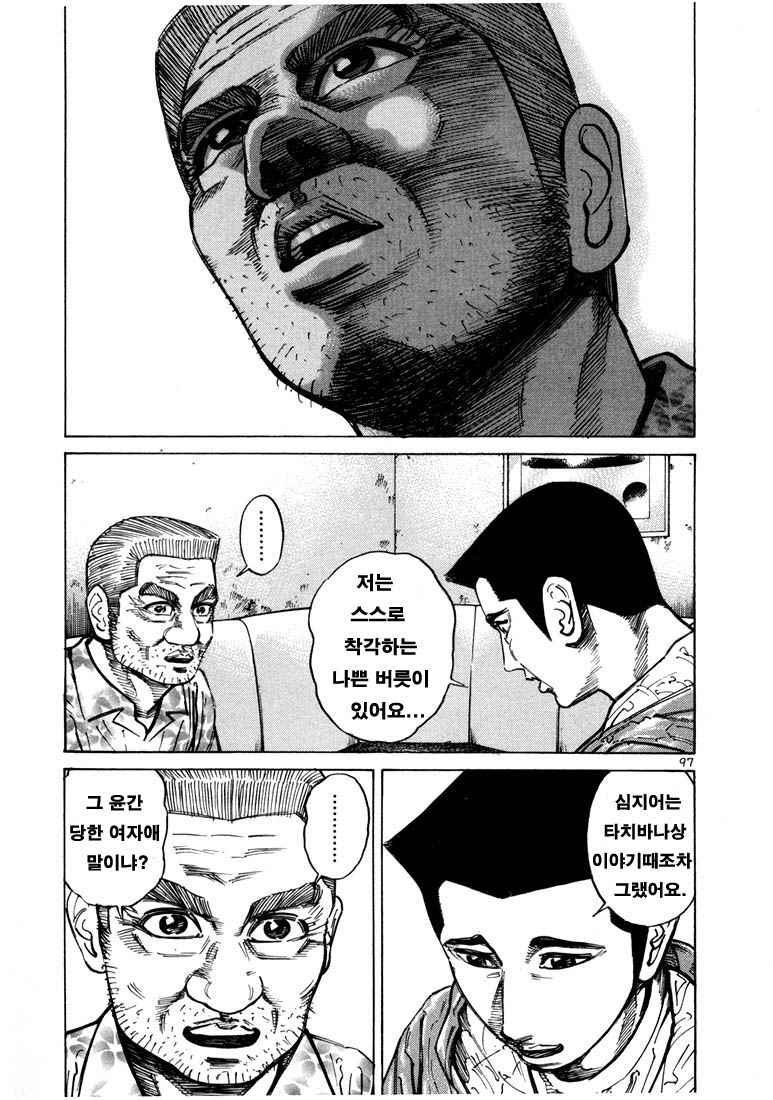 ………
저는
스스로
착각하는
나쁜 버릇이
있어요...
97
심지어는
타치바나상
이야기때조차
그랬어요.
………
그 윤간
당한 여자애
말이냐?